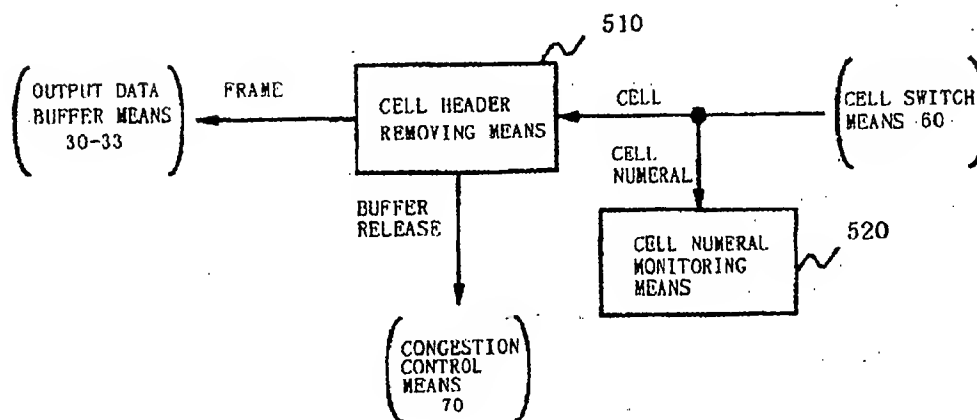 510
OUTPUT DATA
BUFFER MEANS
30-33
FRAME
CELL HEADER
REMOVING MEANS
CELL
CELL SWITCH
MEANS 60
CELL
NUMERAL
BUFFER
RELEASE
520
CELL NUMERAL
MONITORING
MEANS
CONGESTION
CONTROL
MEANS
70